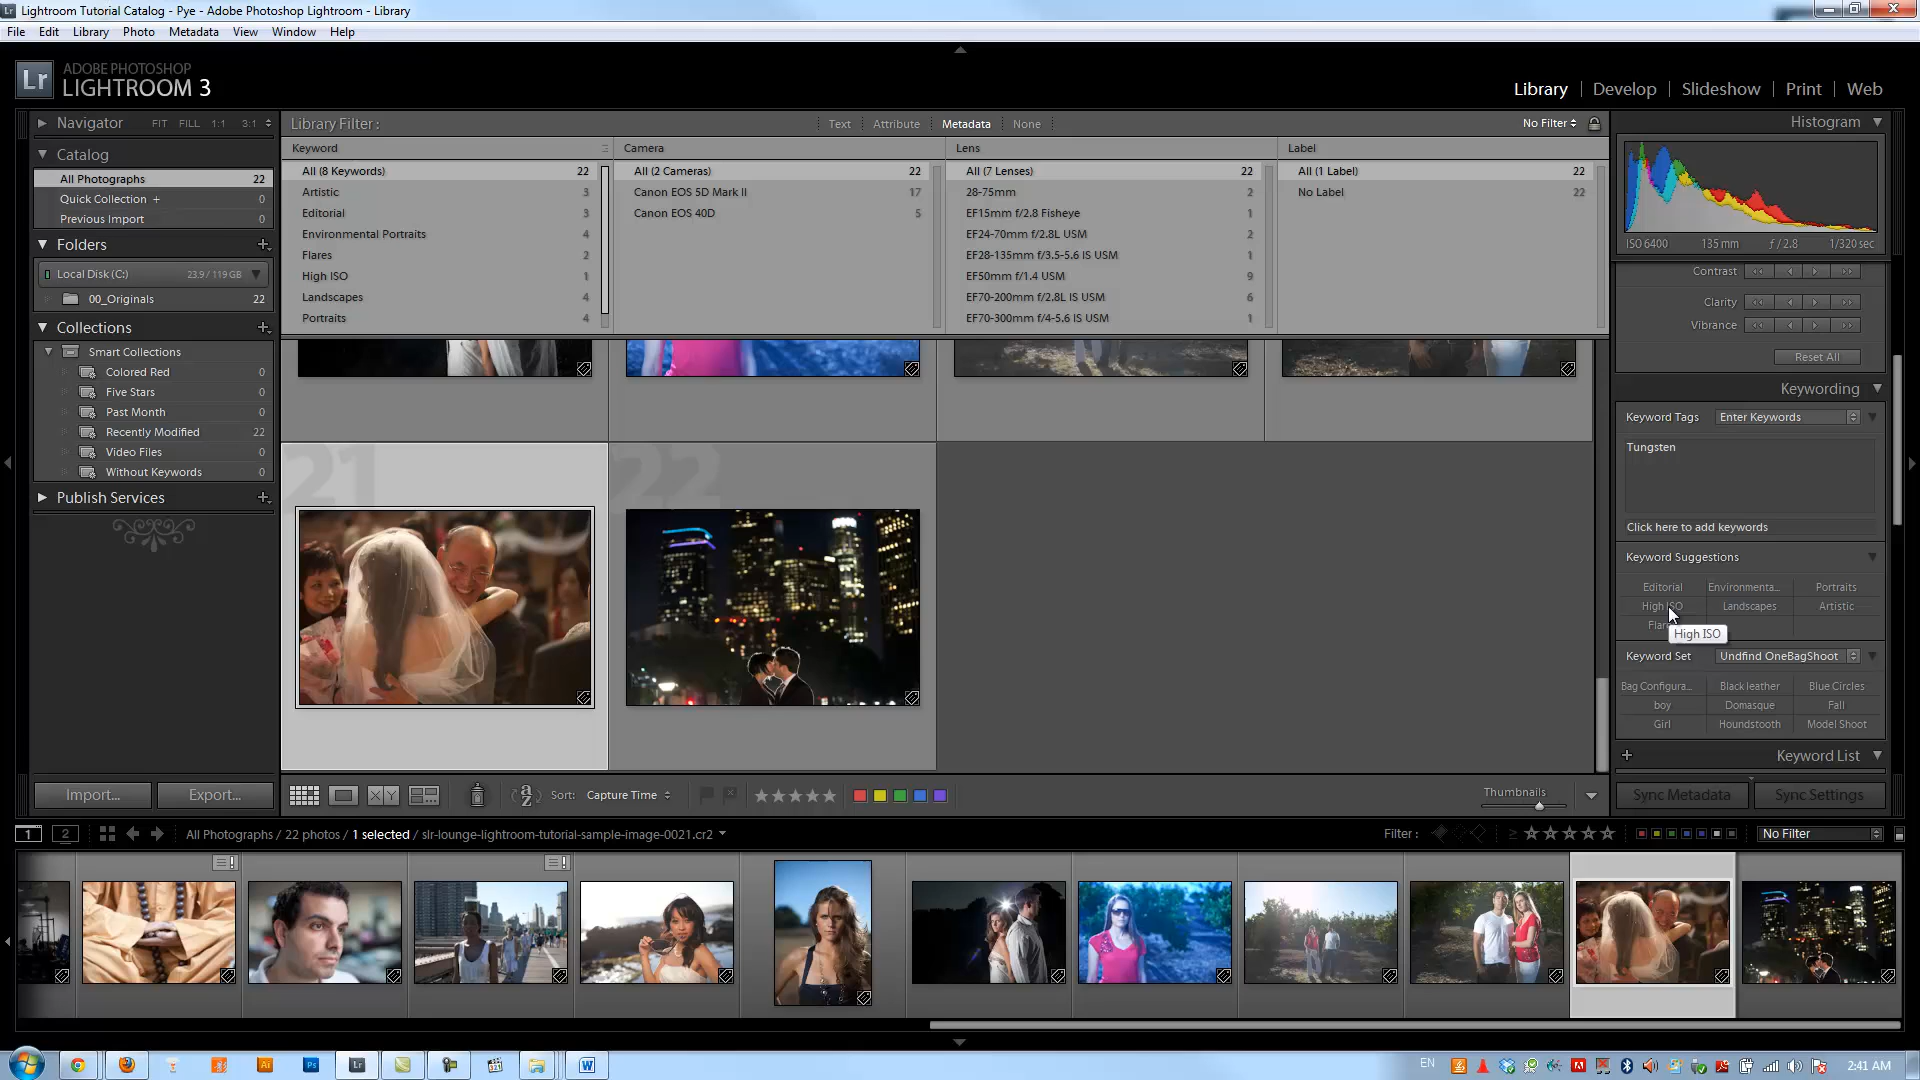 Lightroom Tutorial Catalog - Pye - Adobe Photoshop Lightroom - Library
File Edit Library Photo Metadata View Window Help
Lr ADOBE PHOTOSHOP
LIGHTROOM 3
Library | Develop | Slideshow | Print | Web
Navigator FIT FILL 1:1 3:1
Library Filter : Text Attribute Metadata None No Filter
Histogram
Catalog
All Photographs 22
Quick Collection + 0
Previous Import 0
Folders
Local Disk (C:) 23.9 / 119 GB
00_Originals 22
Collections
Smart Collections
Colored Red 0
Five Stars 0
Past Month 0
Recently Modified 22
Video Files 0
Without Keywords 0
Publish Services
Import... Export...
Keyword
All (8 Keywords) 22
Artistic 3
Editorial 3
Environmental Portraits 4
Flares 2
High ISO 1
Landscapes 4
Portraits 4
Camera
All (2 Cameras) 22
Canon EOS 5D Mark II 17
Canon EOS 40D 5
Lens
All (7 Lenses) 22
28-75mm 2
EF15mm f/2.8 Fisheye 1
EF24-70mm f/2.8L USM 2
EF28-135mm f/3.5-5.6 IS USM 1
EF50mm f/1.4 USM 9
EF70-200mm f/2.8L IS USM 6
EF70-300mm f/4-5.6 IS USM 1
Label
All (1 Label) 22
No Label 22
21 22
ISO 6400 135 mm f / 2.8 1/320 sec
Contrast
Clarity
Vibrance
Reset All
Keywording
Keyword Tags Enter Keywords
Tungsten
Click here to add keywords
Keyword Suggestions
Editorial Environmenta... Portraits
High ISO Landscapes Artistic
High ISO
Keyword Set Undfind OneBagShoot
Bag Configura... Black leather Blue Circles
boy Domasque Fall
Girl Houndstooth Model Shoot
Keyword List
Sync Metadata Sync Settings
XY Sort: Capture Time Thumbnails
1 2 All Photographs / 22 photos / 1 selected / slr-lounge-lightroom-tutorial-sample-image-0021.cr2 Filter : No Filter
Ai Ps Lr W EN 2:41 AM